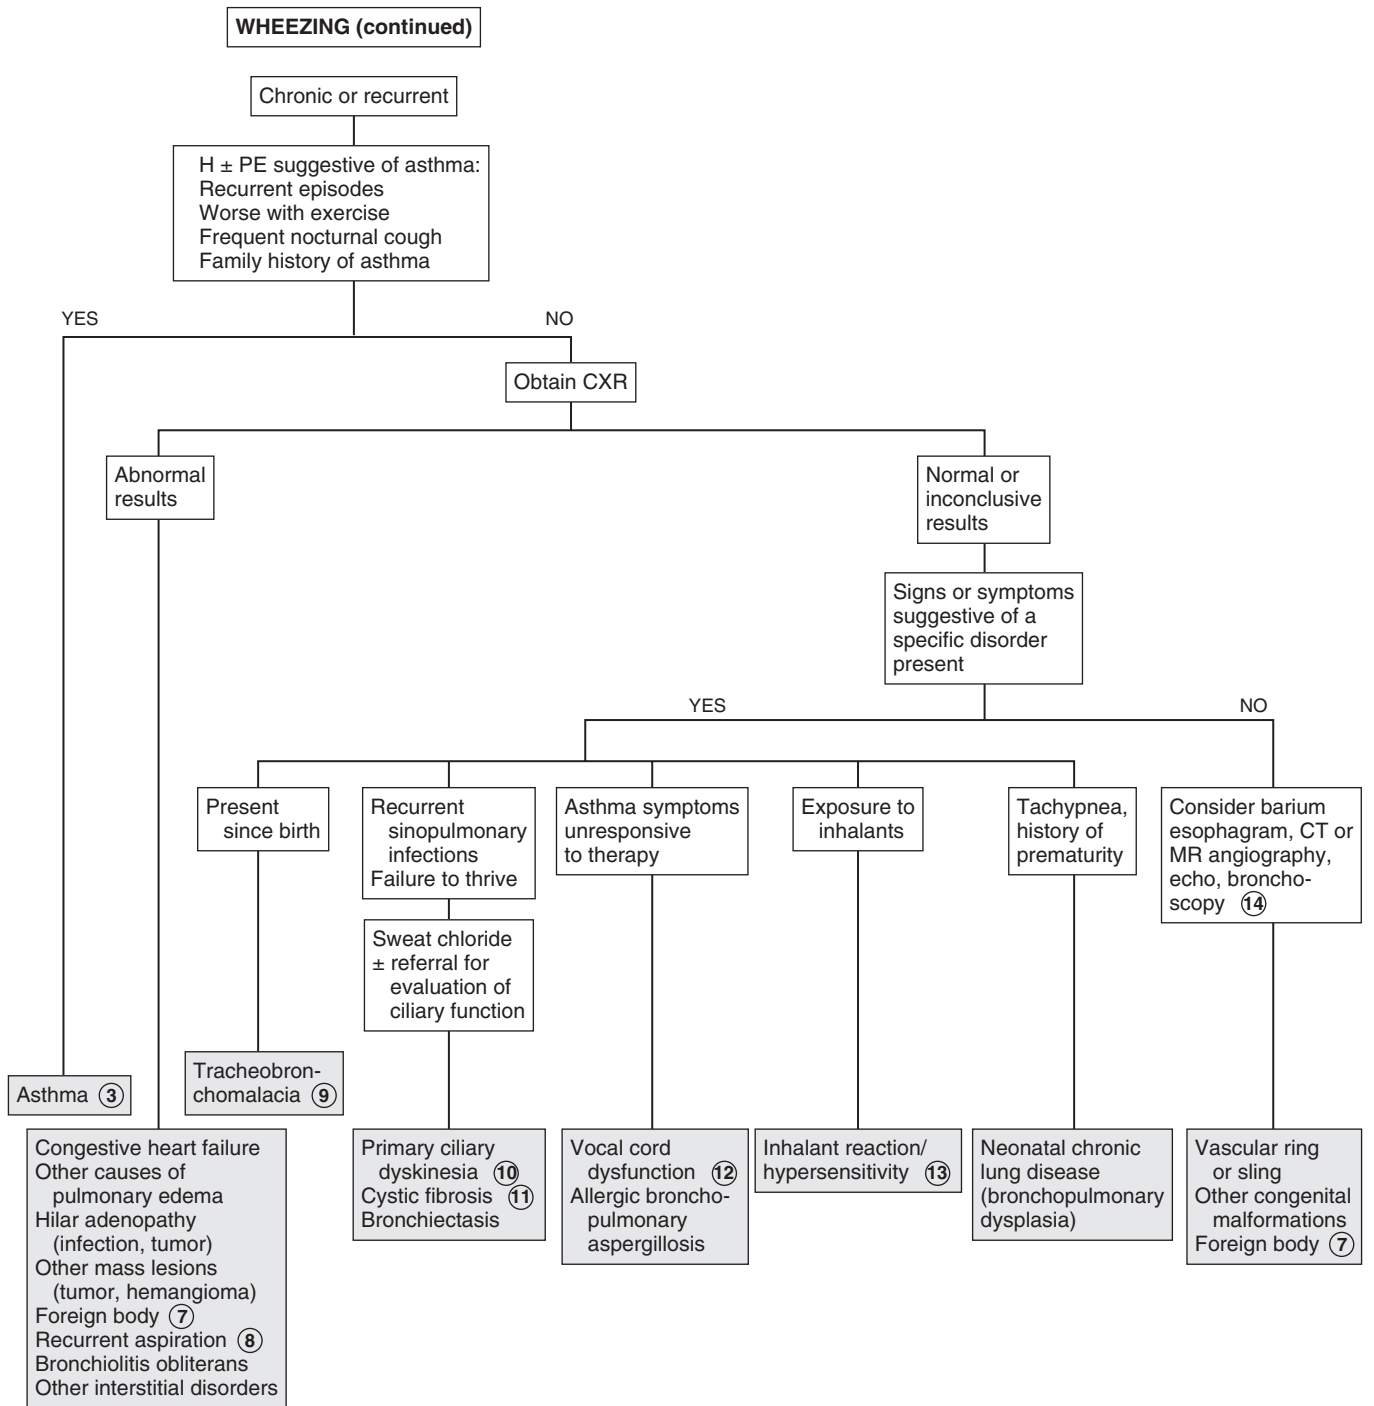 WHEEZING (continued)
Chronic or recurrent
H ± PE suggestive of asthma:
Recurrent episodes
Worse with exercise
Frequent nocturnal cough
Family history of asthma
YES
NO
Obtain CXR
Abnormal
results
Normal or
inconclusive
results
Signs or symptoms
suggestive of a
specific disorder
present
YES
NO
Present
since birth
Recurrent
sinopulmonary
infections
Failure to thrive
Asthma symptoms
unresponsive
to therapy
Exposure to
inhalants
Tachypnea,
history of
prematurity
Consider barium
esophagram, CT or
MR angiography,
echo, broncho-
scopy 14
Sweat chloride
± referral for
evaluation of
ciliary function
Asthma 3
Tracheobron-
chomalacia 9
Congestive heart failure
Other causes of
pulmonary edema
Hilar adenopathy
(infection, tumor)
Other mass lesions
(tumor, hemangioma)
Foreign body 7
Recurrent aspiration 8
Bronchiolitis obliterans
Other interstitial disorders
Primary ciliary
dyskinesia 10
Cystic fibrosis 11
Bronchiectasis
Vocal cord
dysfunction 12
Allergic broncho-
pulmonary
aspergillosis
Inhalant reaction/
hypersensitivity 13
Neonatal chronic
lung disease
(bronchopulmonary
dysplasia)
Vascular ring
or sling
Other congenital
malformations
Foreign body 7